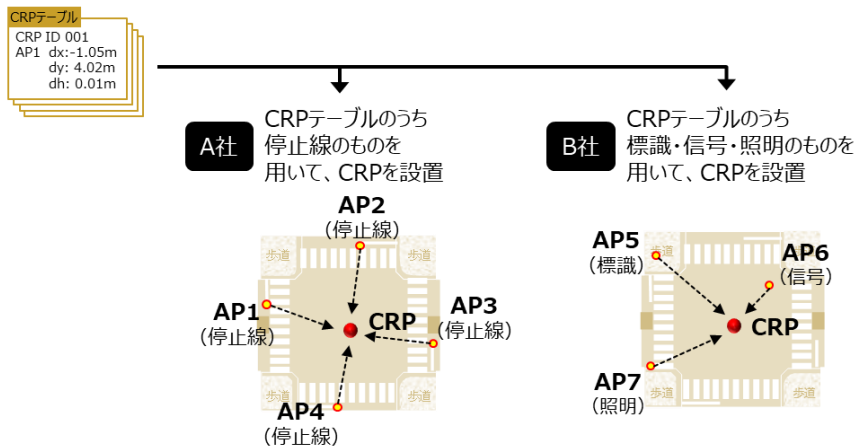 CRPテーブル
CRP ID 001
AP1 dx:-1.05m
dy: 4.02m
dh: 0.01m
A社
CRPテーブルのうち
停止線のものを
用いて、CRPを設置
B社
CRPテーブルのうち
標識・信号・照明のものを
用いて、CRPを設置
AP2
(停止線)
歩道
歩道
AP1
(停止線)
CRP
AP3
(停止線)
歩道
歩道
AP4
(停止線)
AP5
(標識)
歩道
歩道
AP6
(信号)
CRP
AP7
(照明)
歩道
歩道